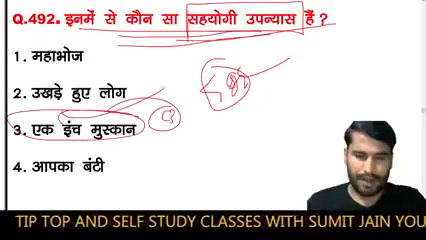 Q.492. इनमें से कौन सा सहयोगी उपन्यास हैं ?
1. महाभोज
2. उखड़े हुए लोग
3. एक इंच मुस्कान
4. आपका बंटी
TIP TOP AND SELF STUDY CLASSES WITH SUMIT JAIN YOU